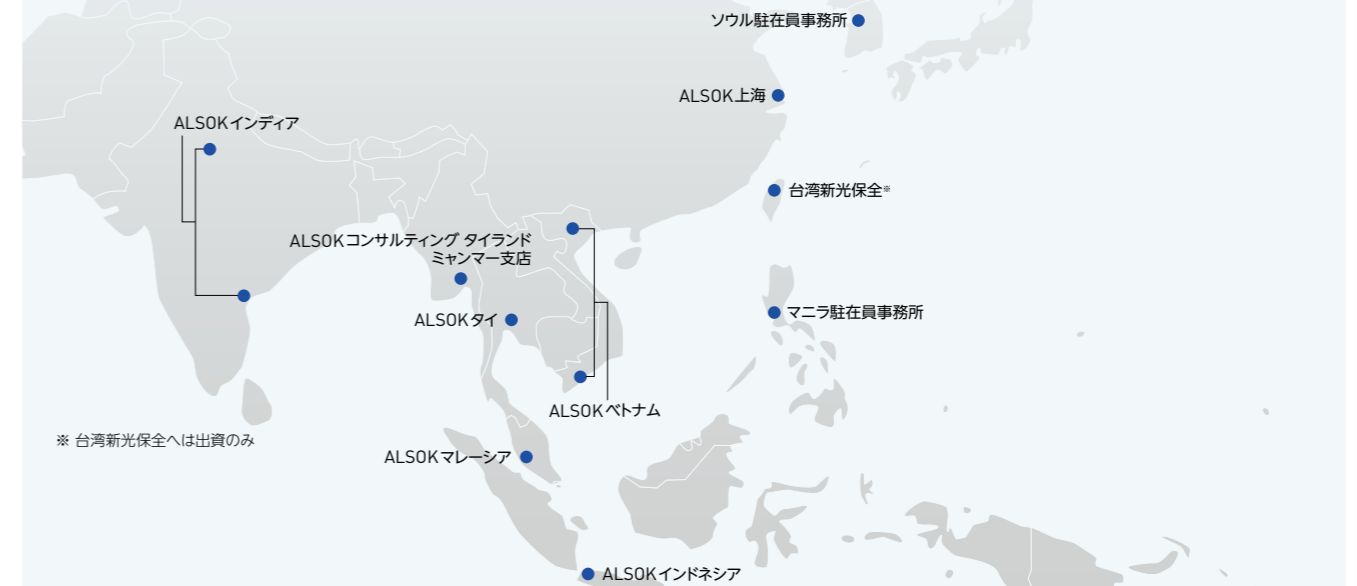 ソウル駐在員事務所
ALSOK上海
ALSOKインディア
台湾新光保全※
ALSOKコンサルティング タイランド
ミャンマー支店
マニラ駐在員事務所
ALSOKタイ
ALSOKベトナム
※ 台湾新光保全へは出資のみ
ALSOKマレーシア
ALSOKインドネシア